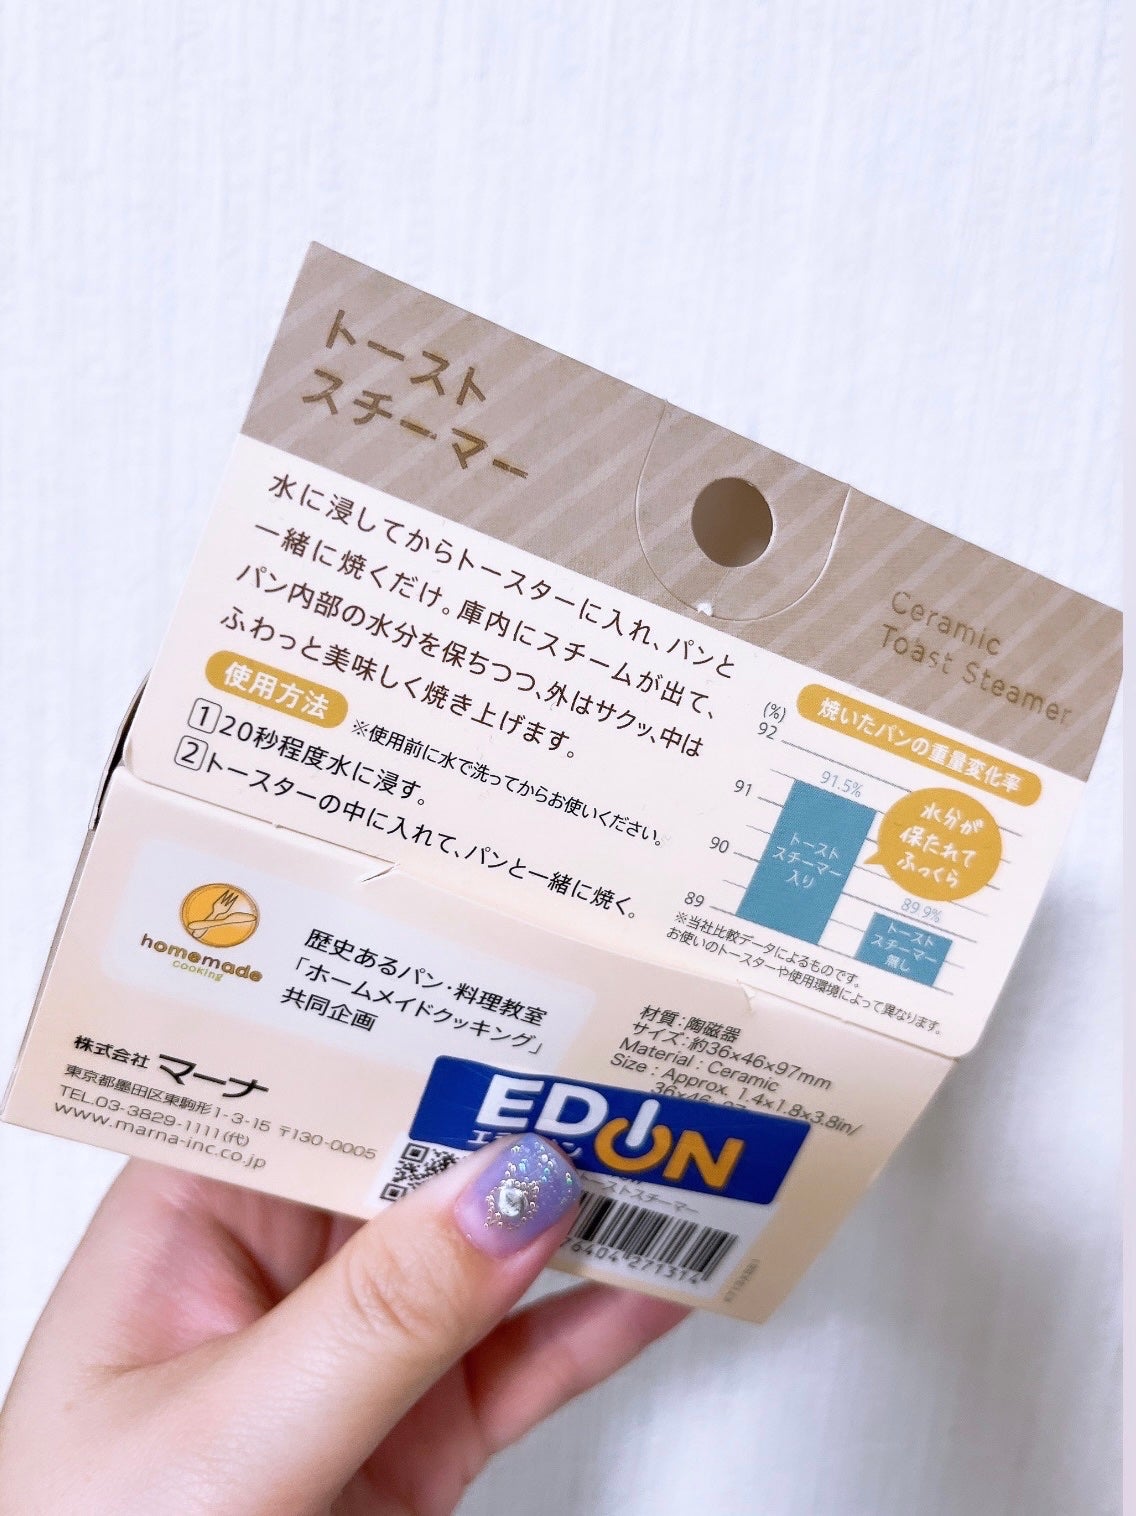 トースト
スチーマー
Ceramic
Toast Steamer
水に浸してからトースターに入れ、パンと
一緒に焼くだけ。庫内にスチームが出て、
パン内部の水分を保ちつつ、外はサクッ、中は
ふわっと美味しく焼き上げます。
使用方法
※使用前に水で洗ってからお使いください。
1 20秒程度水に浸す。
2 トースターの中に入れて、パンと一緒に焼く。
焼いたパンの重量変化率
(%)
92
91
90
89
91.5%
トースト
スチーマー
入り
水分が
保たれて
ふっくら
89.9%
トースト
スチーマー
無し
※当社比較データによるものです。
お使いのトースターや使用環境によって異なります。
homemade
cooking
歴史あるパン・料理教室
「ホームメイドクッキング」
共同企画
株式会社 マーナ
東京都墨田区東駒形1-3-15 〒130-0005
TEL.03-3829-1111(代)
www.marna-inc.co.jp
材質:陶磁器
サイズ:約36×46×97mm
Material : Ceramic
Size : Approx. 1.4×1.8×3.8in/
EDION
トーストスチーマー
76404 271314